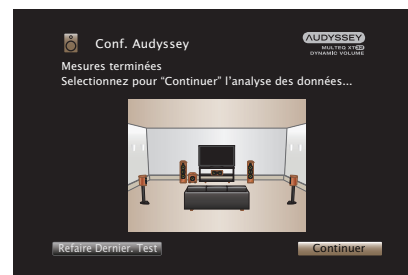 Conf. Audyssey
AUDYSSEY
MULTEQ XT32
DYNAMIC VOLUME
Mesures terminées
Selectionnez pour “Continuer” l’analyse des données...
Refaire Dernier. Test
Continuer